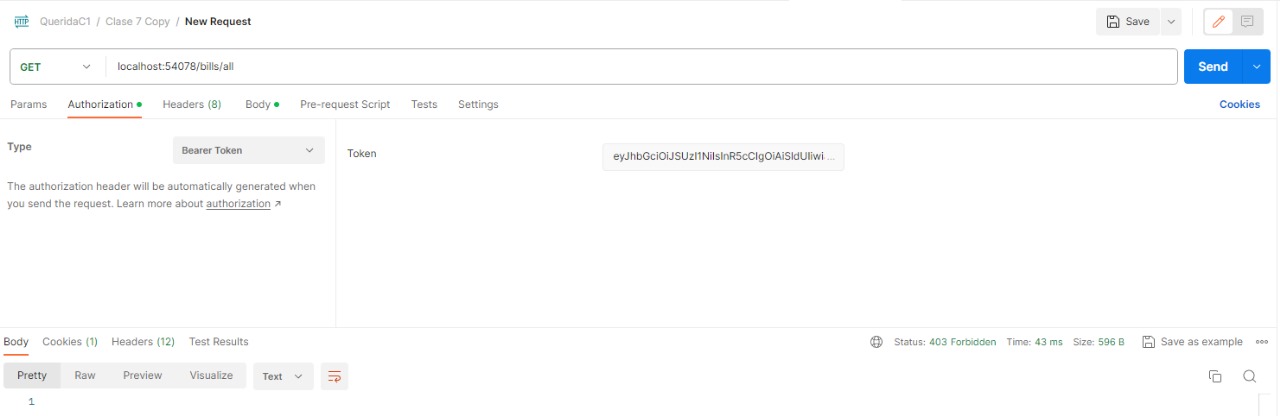 HTTP QueridaC1 / Clase 7 Copy / New Request Save
GET localhost:54078/bills/all Send
Params Authorization Headers (8) Body Pre-request Script Tests Settings Cookies
Type Bearer Token Token eyJhbGciOiJSUzI1NiIsInR5cCIgOiAiSldUIiwi...
The authorization header will be automatically generated when
you send the request. Learn more about authorization ↗
Body Cookies (1) Headers (12) Test Results Status: 403 Forbidden Time: 43 ms Size: 596 B Save as example
Pretty Raw Preview Visualize Text
1